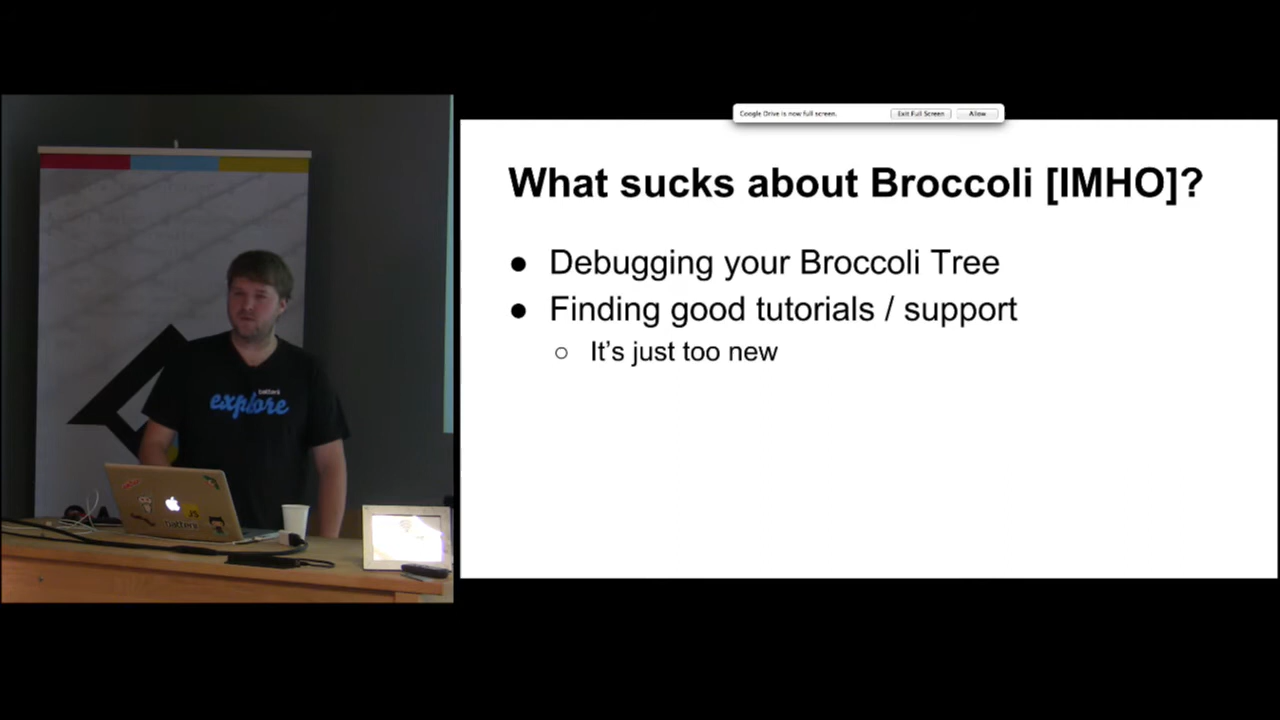 Google Drive is now full screen.
Exit Full Screen
Allow
What sucks about Broccoli [IMHO]?
● Debugging your Broccoli Tree
● Finding good tutorials / support
○ It's just too new
explore
JS